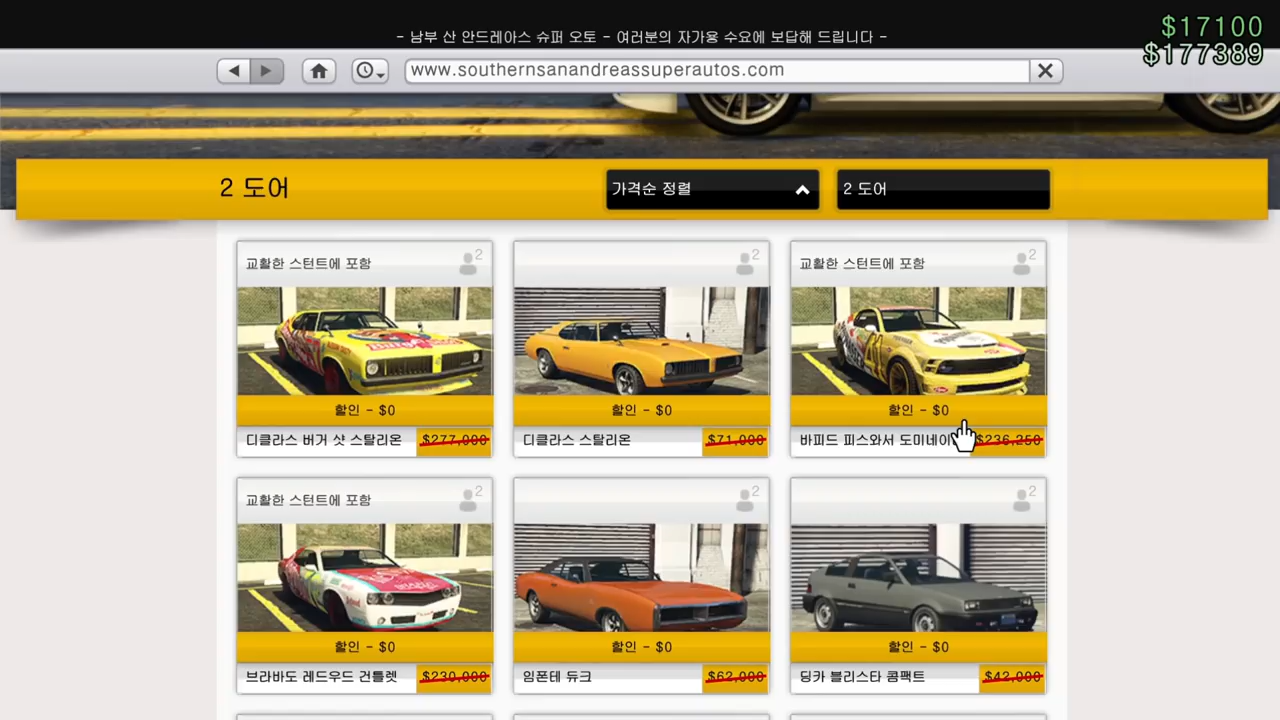 - 남부 산 안드레아스 슈퍼 오토 - 여러분의 자가용 수요에 보답해 드립니다 -
$17100
$177389
www.southernsanandreassuperautos.com
2 도어
가격순 정렬
2 도어
교활한 스턴트에 포함
2
2
교활한 스턴트에 포함
2
할인 - $0
할인 - $0
할인 - $0
디클라스 버거 샷 스탈리온
$277,000
디클라스 스탈리온
$71,000
바피드 피스와서 도미네이
$236,250
교활한 스턴트에 포함
2
2
2
할인 - $0
할인 - $0
할인 - $0
브라바도 레드우드 건틀렛
$230,000
임폰테 듀크
$62,000
딩카 블리스타 콤팩트
$42,000